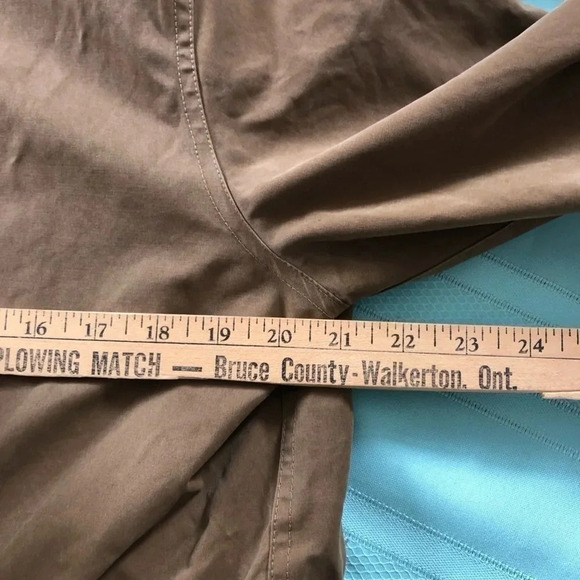 16 17 18 19 20 21 22 23 24
PLOWING MATCH — Bruce County-Walkerton, Ont.